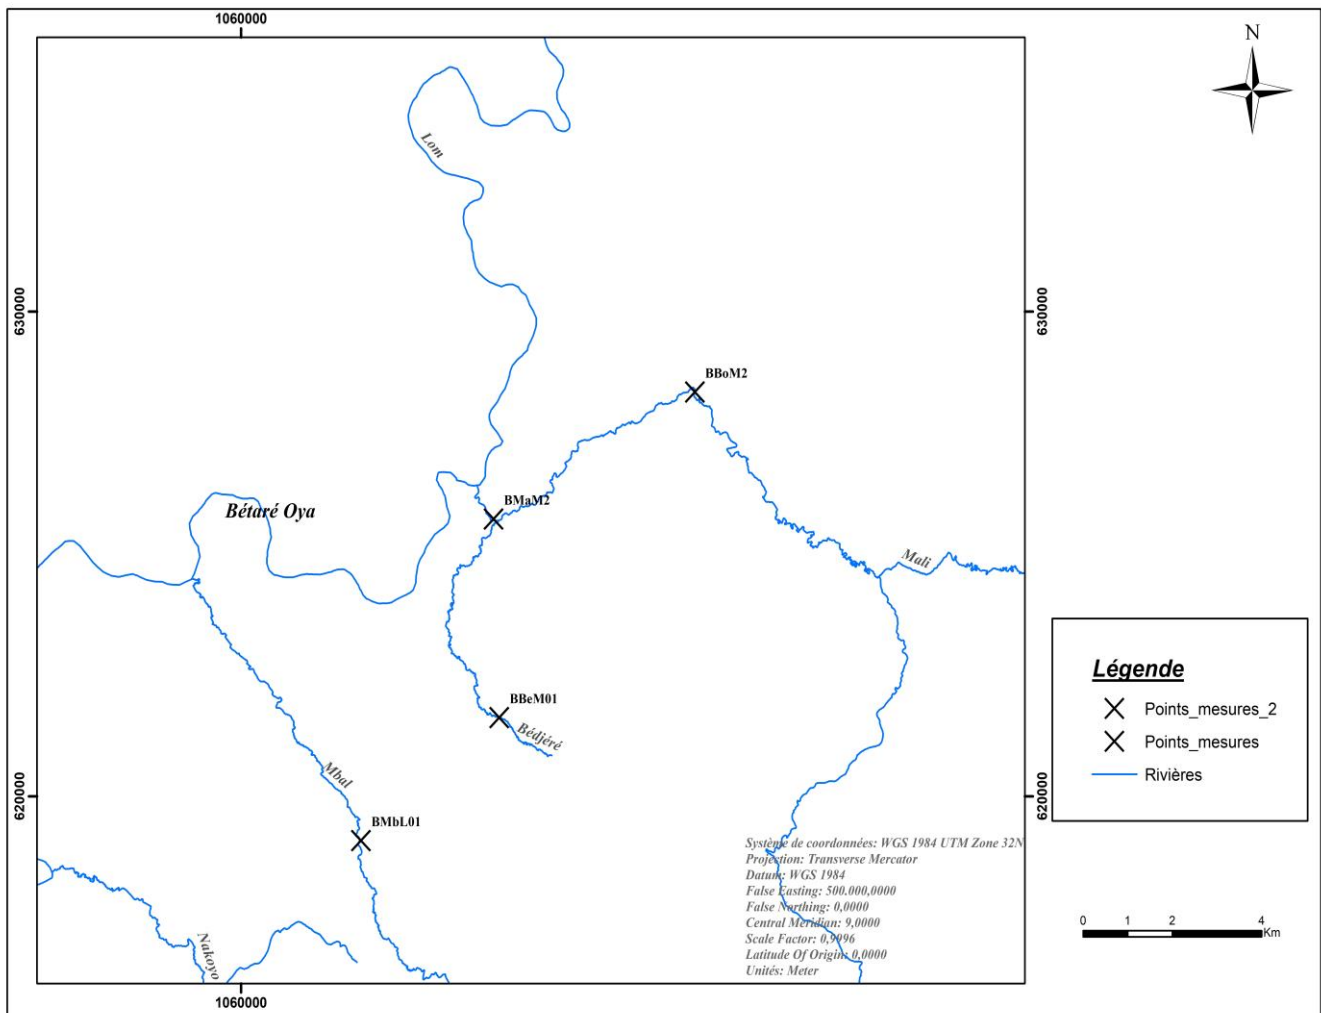 1060000
N
Lom
630000
630000
BBoM2
BMaM2
Bétaré Oya
Mali
BBeM01
Bédjéré
Mbal
620000
620000
BMbL01
Nakoyo
Légende
Points_mesures_2
Points_mesures
Rivières
Système de coordonnées: WGS 1984 UTM Zone 32N
Projection: Transverse Mercator
Datum: WGS 1984
False Easting: 500.000,0000
False Northing: 0,0000
Central Meridian: 9,0000
Scale Factor: 0,9996
Latitude Of Origin: 0,0000
Unités: Meter
0 1 2 4
Km
1060000